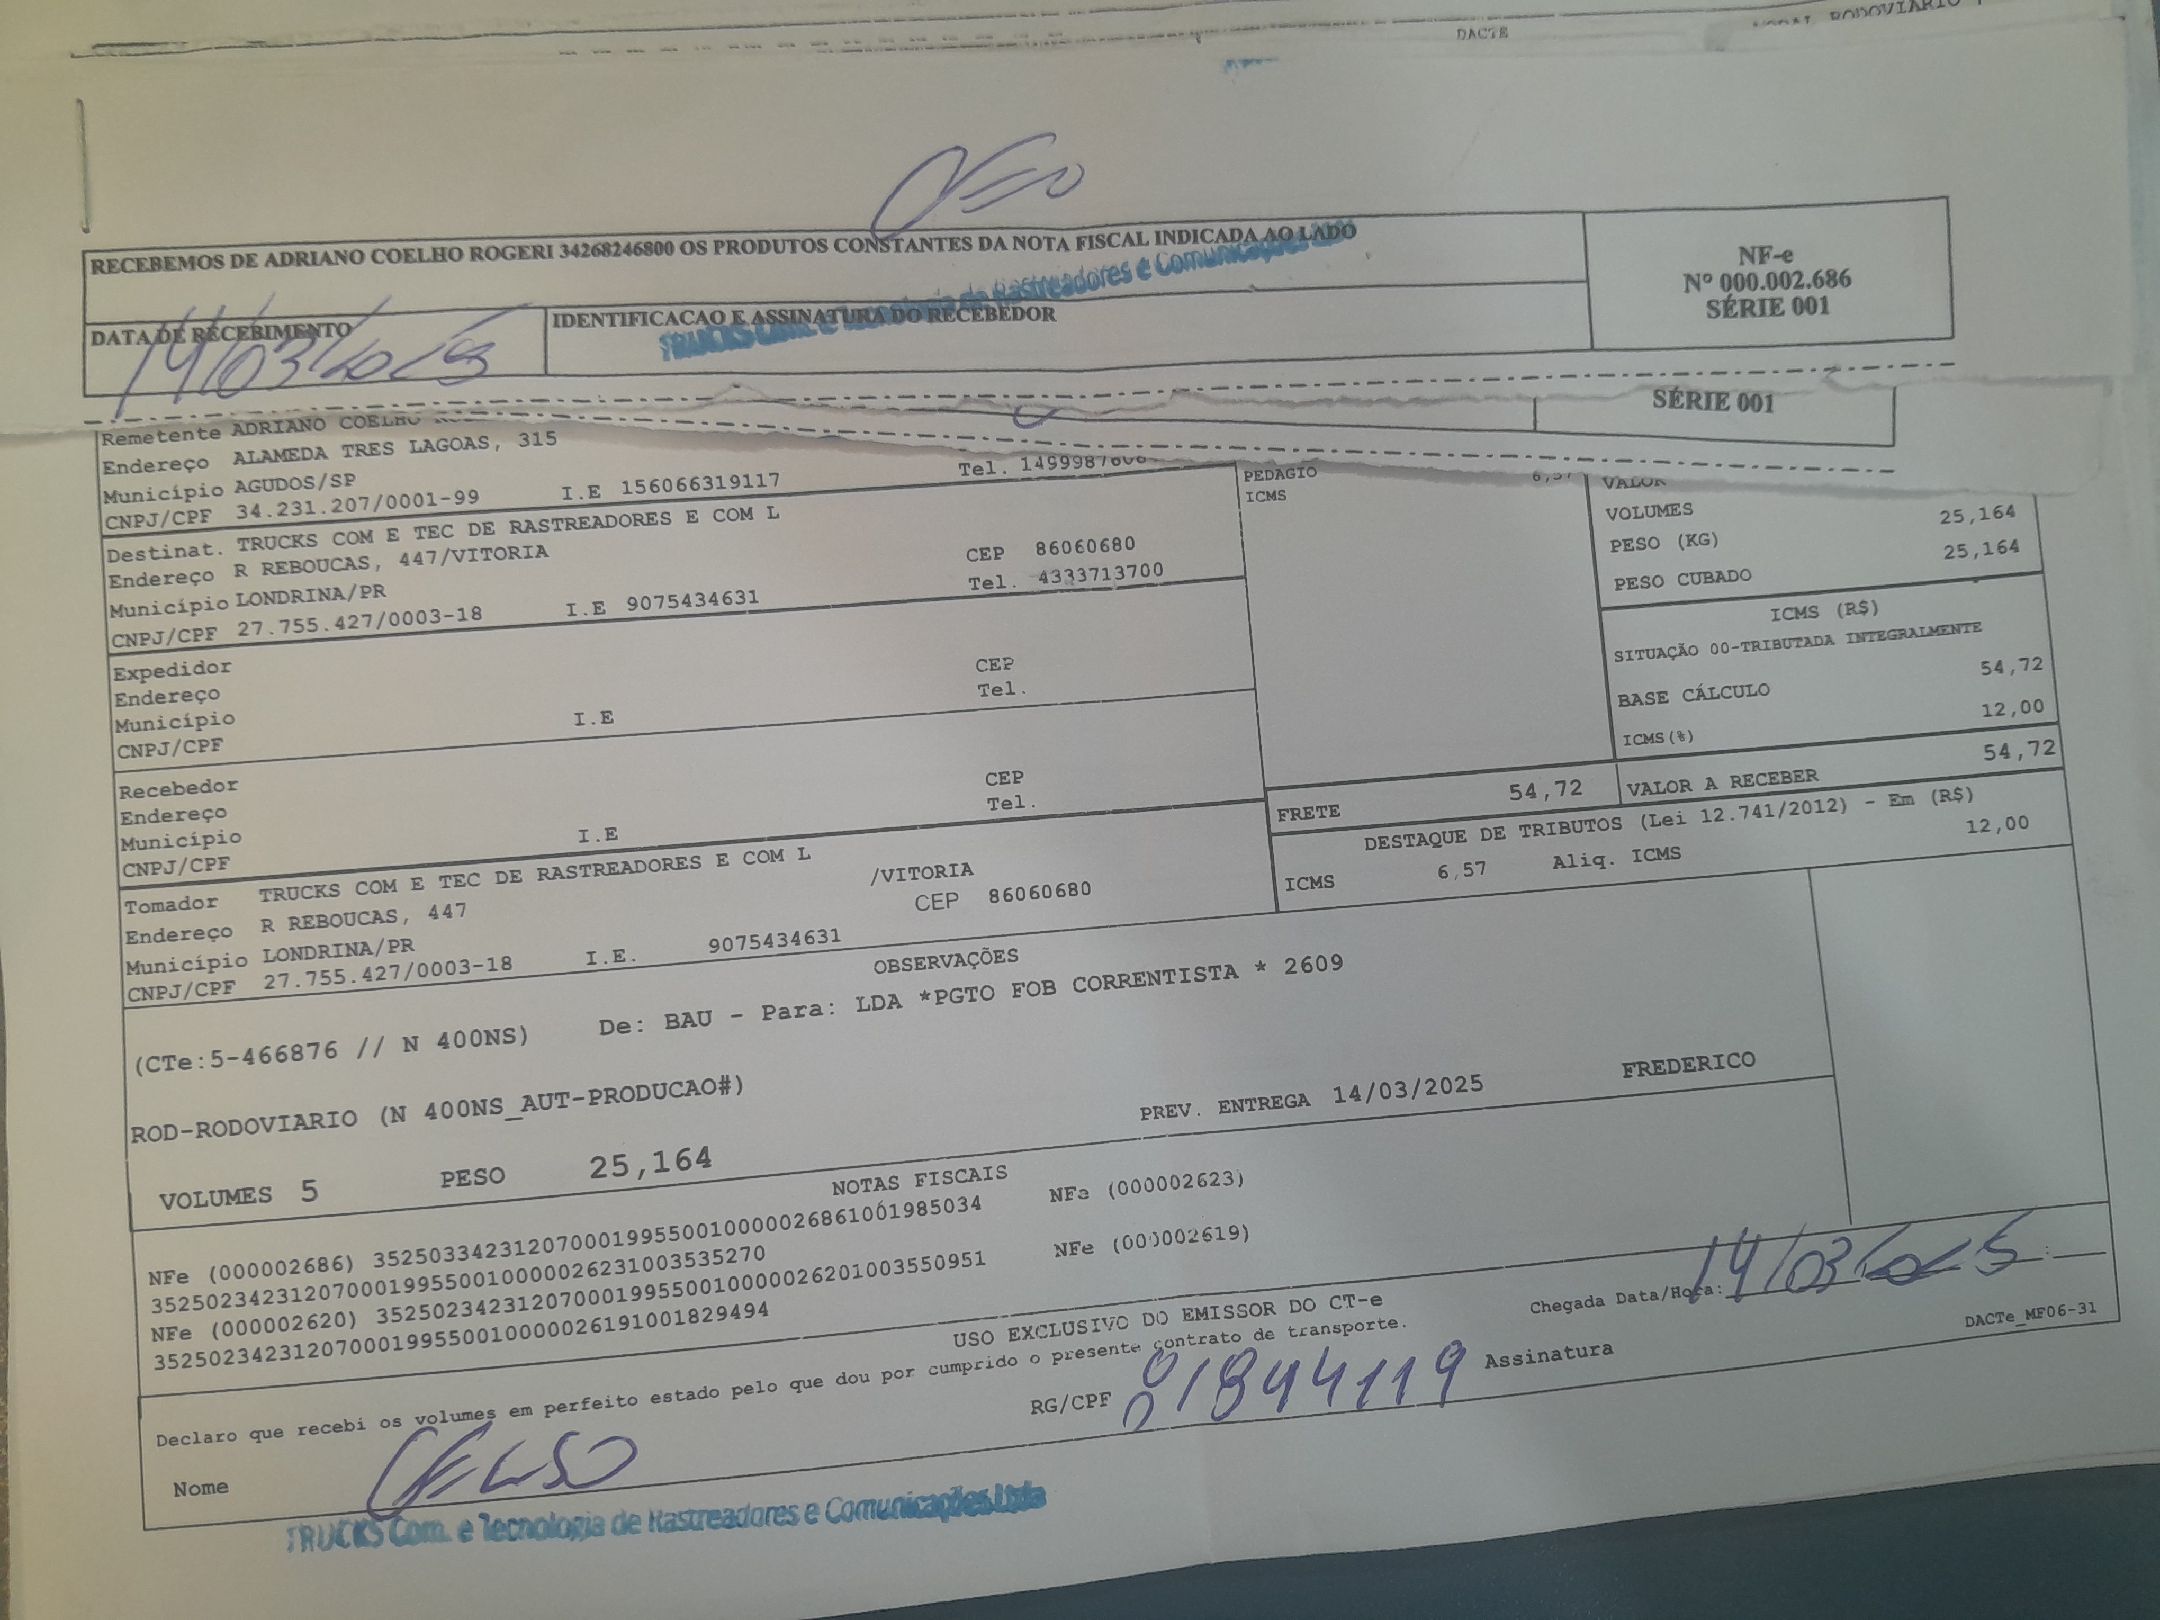 DACTE
RECEBEMOS DE ADRIANO COELHO ROGERI 34268246800 OS PRODUTOS CONSTANTES DA NOTA FISCAL INDICADA AO LADO
NF-e
Nº 000.002.686
SÉRIE 001
DATA DE RECEBIMENTO
14/03/2025
IDENTIFICACAO E ASSINATURA DO RECEBEDOR
TRUCKS Com. e Tecnologia de Rastreadores e Comunicações
SÉRIE 001
Remetente ADRIANO COELHO
Endereço ALAMEDA TRES LAGOAS, 315
Município AGUDOS/SP
Tel.
CNPJ/CPF 34.231.207/0001-99 I.E 156066319117
Destinat. TRUCKS COM E TEC DE RASTREADORES E COM L
Endereço R REBOUCAS, 447/VITORIA CEP 86060680
Município LONDRINA/PR Tel. 4333713700
CNPJ/CPF 27.755.427/0003-18 I.E 9075434631
Expedidor
Endereço CEP
Município Tel.
CNPJ/CPF I.E
Recebedor
Endereço CEP
Município Tel.
CNPJ/CPF I.E
Tomador TRUCKS COM E TEC DE RASTREADORES E COM L
Endereço R REBOUCAS, 447 /VITORIA
Município LONDRINA/PR CEP 86060680
CNPJ/CPF 27.755.427/0003-18 I.E. 9075434631
PEDAGIO
ICMS 6,57
VALOR
VOLUMES
PESO (KG) 25,164
PESO CUBADO 25,164
ICMS (R$)
SITUAÇÃO 00-TRIBUTADA INTEGRALMENTE
BASE CÁLCULO 54,72
ICMS(%) 12,00
FRETE 54,72
VALOR A RECEBER 54,72
DESTAQUE DE TRIBUTOS (Lei 12.741/2012) - Em (R$)
ICMS 6,57 Aliq. ICMS 12,00
OBSERVAÇÕES
(CTe:5-466876 // N 400NS) De: BAU - Para: LDA *PGTO FOB CORRENTISTA * 2609
ROD-RODOVIARIO (N 400NS_AUT-PRODUCAO#)
PREV. ENTREGA 14/03/2025 FREDERICO
VOLUMES 5 PESO 25,164
NOTAS FISCAIS
NFe (000002686) 35250334231207000199550010000026861001985034 NFe (000002623)
35250234231207000199550010000026231003535270
NFe (000002620) 35250234231207000199550010000026201003550951 NFe (000002619)
35250234231207000199550010000026191001829494
USO EXCLUSIVO DO EMISSOR DO CT-e
Chegada Data/Hora: 14/03/2025
DACTe_MF06-31
Declaro que recebi os volumes em perfeito estado pelo que dou por cumprido o presente contrato de transporte.
Nome RG/CPF Assinatura
TRUCKS Com. e Tecnologia de Rastreadores e Comunicações Ltda